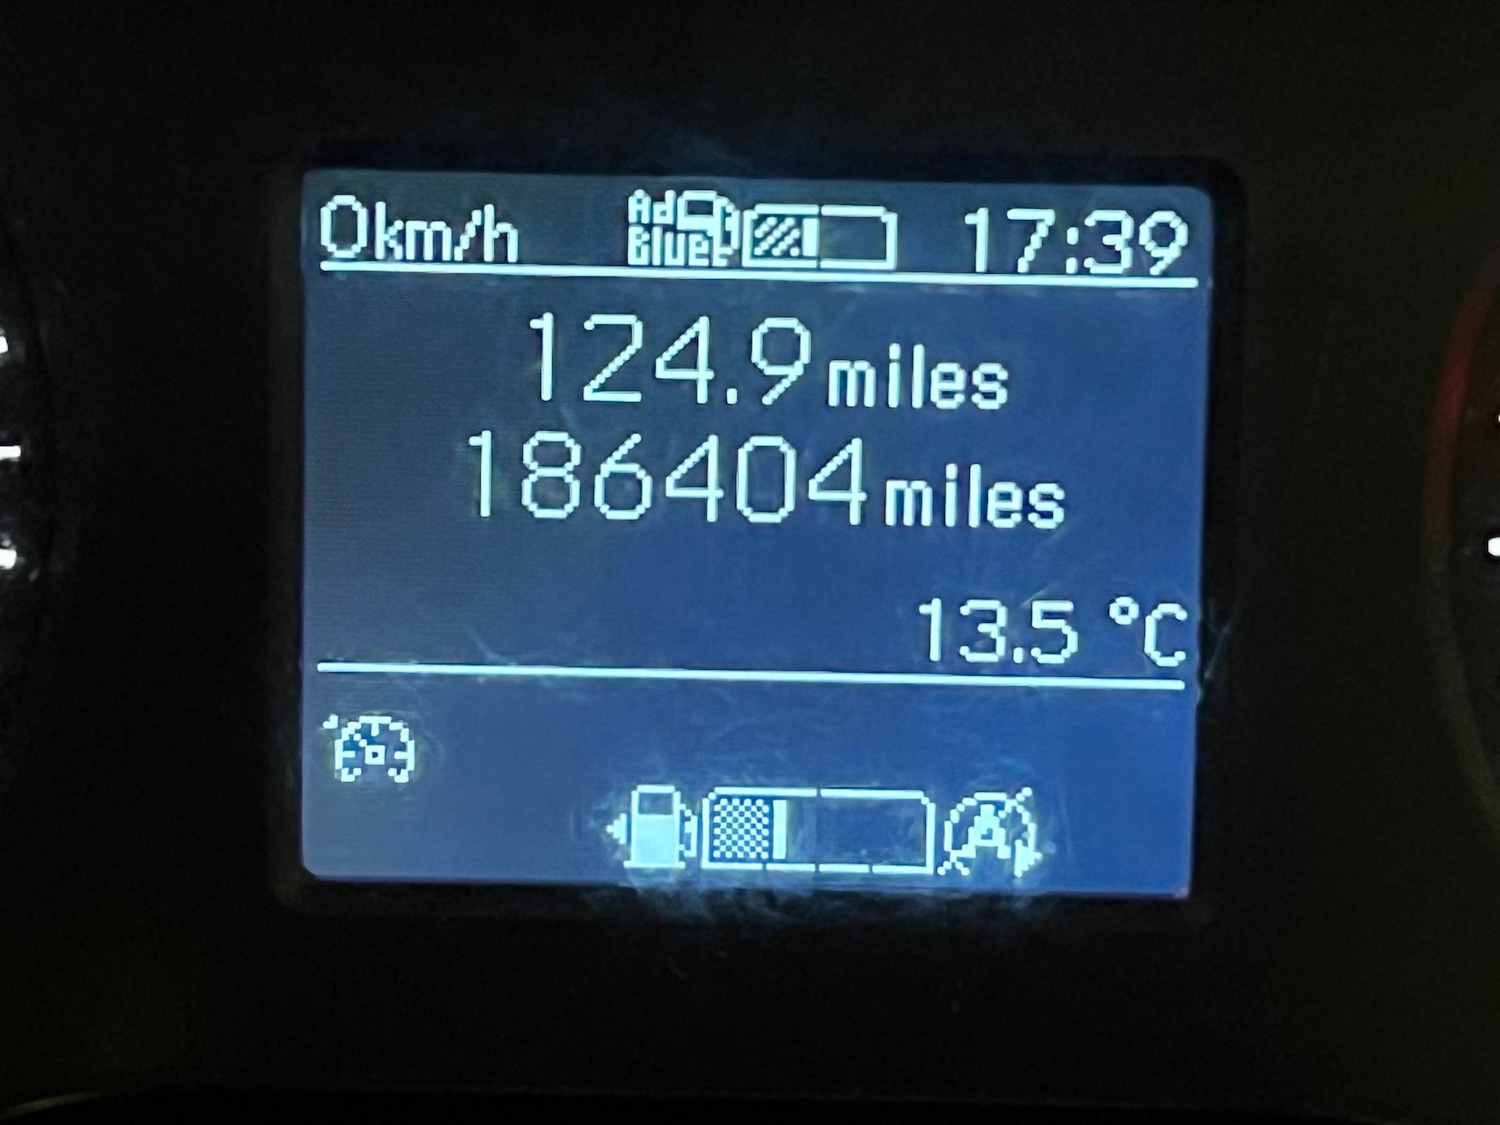 0km/h Ad Blue 17:39
124.9 miles
186404 miles
13.5 °C
A